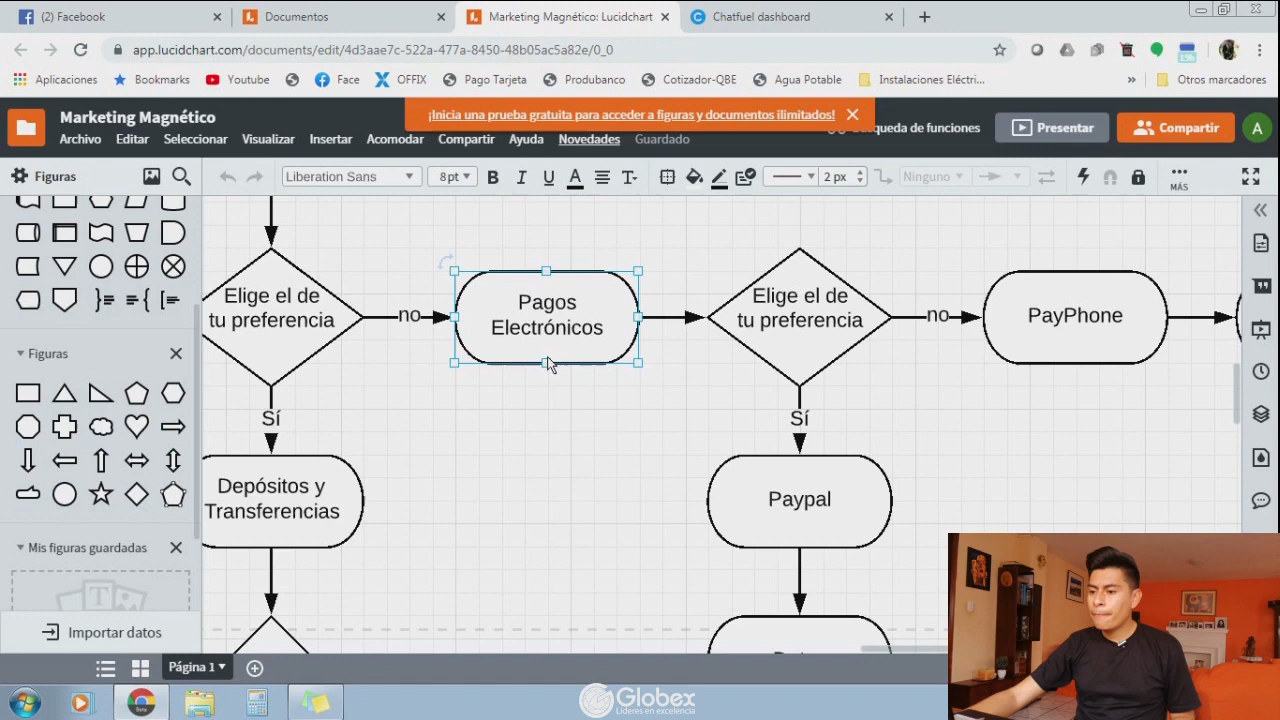 (2) Facebook
Documentos
Marketing Magnético: Lucidchart
Chatfuel dashboard
app.lucidchart.com/documents/edit/4d3aae7c-522a-477a-8450-48b05ac5a82e/0_0
Aplicaciones
Bookmarks
Youtube
Face
OFFIX
Pago Tarjeta
Produbanco
Cotizador-QBE
Agua Potable
Instalaciones Eléctri...
»
Otros marcadores
Marketing Magnético
¡Inicia una prueba gratuita para acceder a figuras y documentos ilimitados!
squeda de funciones
Presentar
Compartir
A
Archivo
Editar
Seleccionar
Visualizar
Insertar
Acomodar
Compartir
Ayuda
Novedades
Guardado
Figuras
Liberation Sans
8pt
B
I
U
A
T
2 px
Ninguno
MÁS
Elige el de
tu preferencia
no
Pagos
Electrónicos
Elige el de
tu preferencia
no
PayPhone
Figuras
Sí
Sí
Depósitos y
Transferencias
Paypal
Mis figuras guardadas
Importar datos
Página 1
Globex
Líderes en excelencia